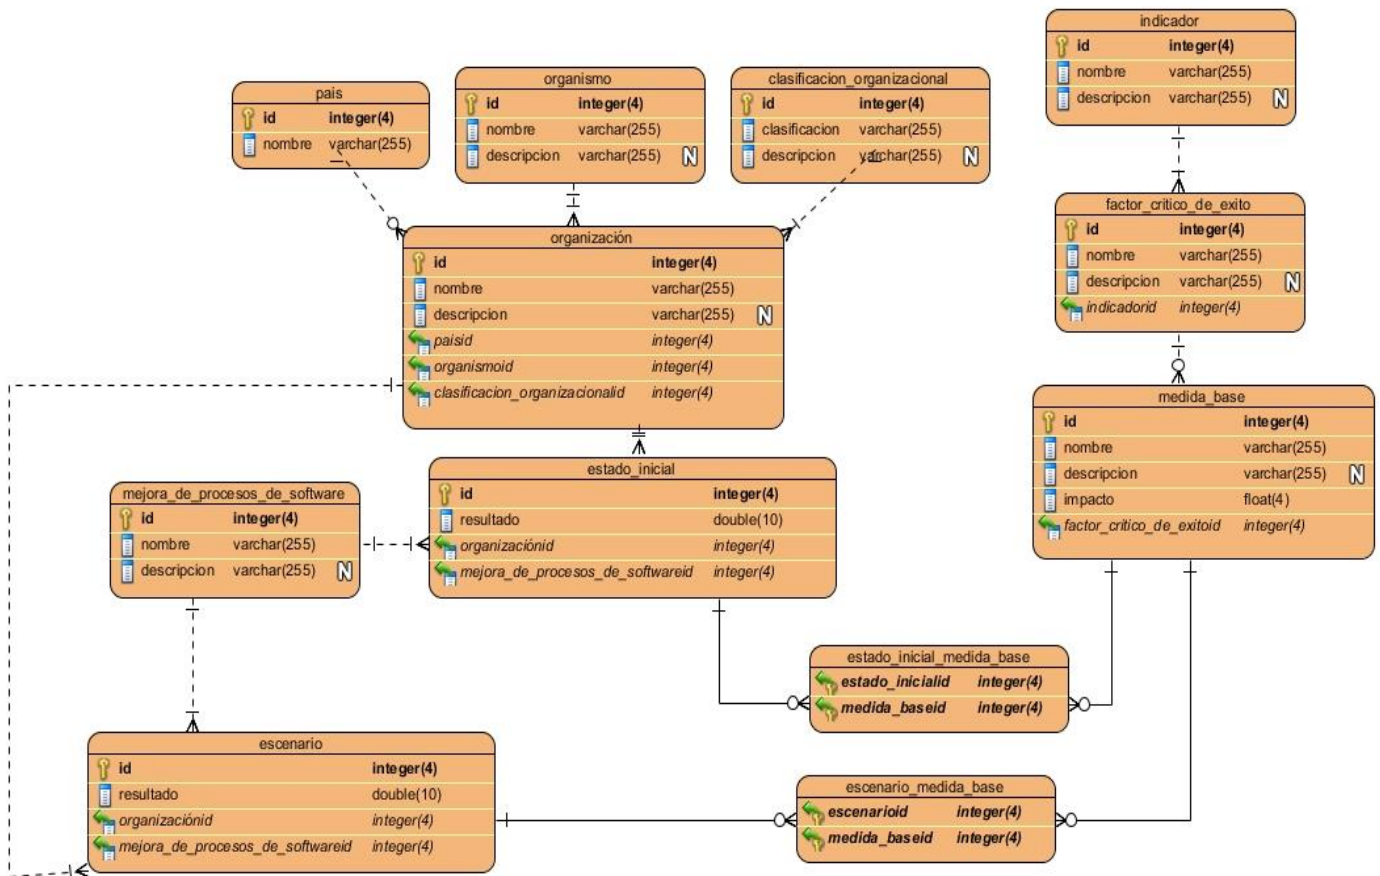 indicador
id integer(4)
nombre varchar(255)
descripcion varchar(255) N
organismo
id integer(4)
nombre varchar(255)
descripcion varchar(255) N
clasificacion_organizacional
id integer(4)
clasificacion varchar(255)
descripcion varchar(255) N
pais
id integer(4)
nombre varchar(255)
factor_critico_de_exito
id integer(4)
nombre varchar(255)
descripcion varchar(255) N
indicadorid integer(4)
organización
id integer(4)
nombre varchar(255)
descripcion varchar(255) N
paisid integer(4)
organismoid integer(4)
clasificacion_organizacionalid integer(4)
medida_base
id integer(4)
nombre varchar(255)
descripcion varchar(255) N
impacto float(4)
factor_critico_de_exitoid integer(4)
estado_inicial
id integer(4)
resultado double(10)
organizaciónid integer(4)
mejora_de_procesos_de_softwareid integer(4)
mejora_de_procesos_de_software
id integer(4)
nombre varchar(255)
descripcion varchar(255) N
estado_inicial_medida_base
estado_inicialid integer(4)
medida_baseid integer(4)
escenario
id integer(4)
resultado double(10)
organizaciónid integer(4)
mejora_de_procesos_de_softwareid integer(4)
escenario_medida_base
escenarioid integer(4)
medida_baseid integer(4)